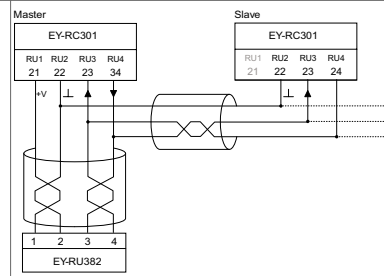 Master
Slave
EY-RC301
EY-RC301
RU1 RU2 RU3 RU4
21 22 23 34
RU1 RU2 RU3 RU4
21 22 23 24
+V ⊥
⊥
1 2 3 4
EY-RU382